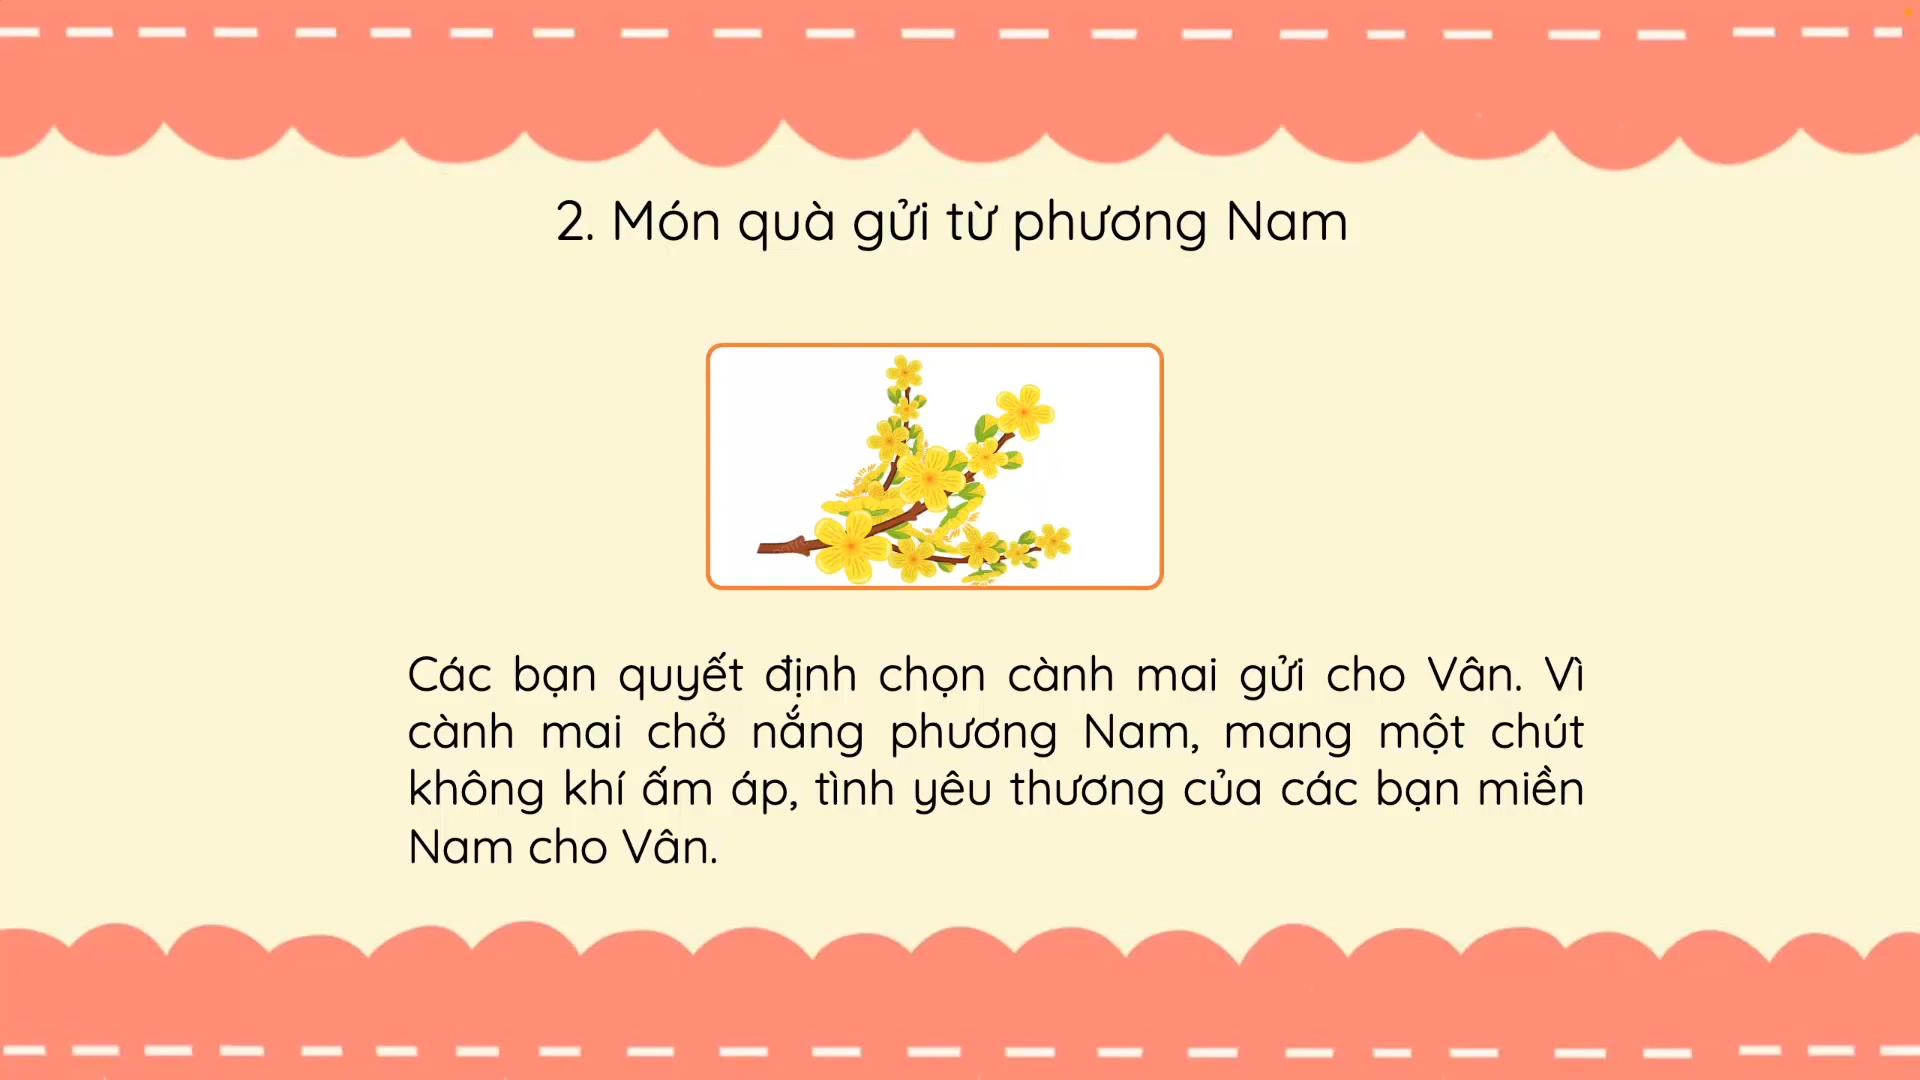 2. Món quà gửi từ phương Nam
Các bạn quyết định chọn cành mai gửi cho Vân. Vì
cành mai chở nắng phương Nam, mang một chút
không khí ấm áp, tình yêu thương của các bạn miền
Nam cho Vân.